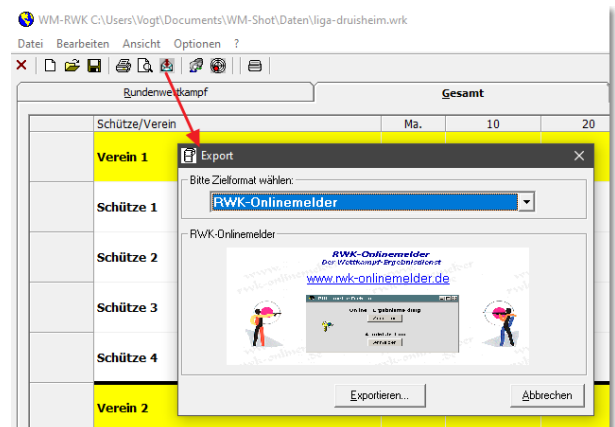 WM-RWK C:\Users\Vogt\Documents\WM-Shot\Daten\liga-druisheim.wrk
Datei Bearbeiten Ansicht Optionen ?
Rundenwettkampf Gesamt
Schütze/Verein Ma. 10 20
Verein 1
Export
Bitte Zielformat wählen:
RWK-Onlinemelder
Schütze 1
RWK-Onlinemelder
RWK-Onlinemelder
Der Wettkampf-Ergebnisdienst
Schütze 2
www.rwk-onlinemelder.de
Schütze 3
Schütze 4
Exportieren... Abbrechen
Verein 2